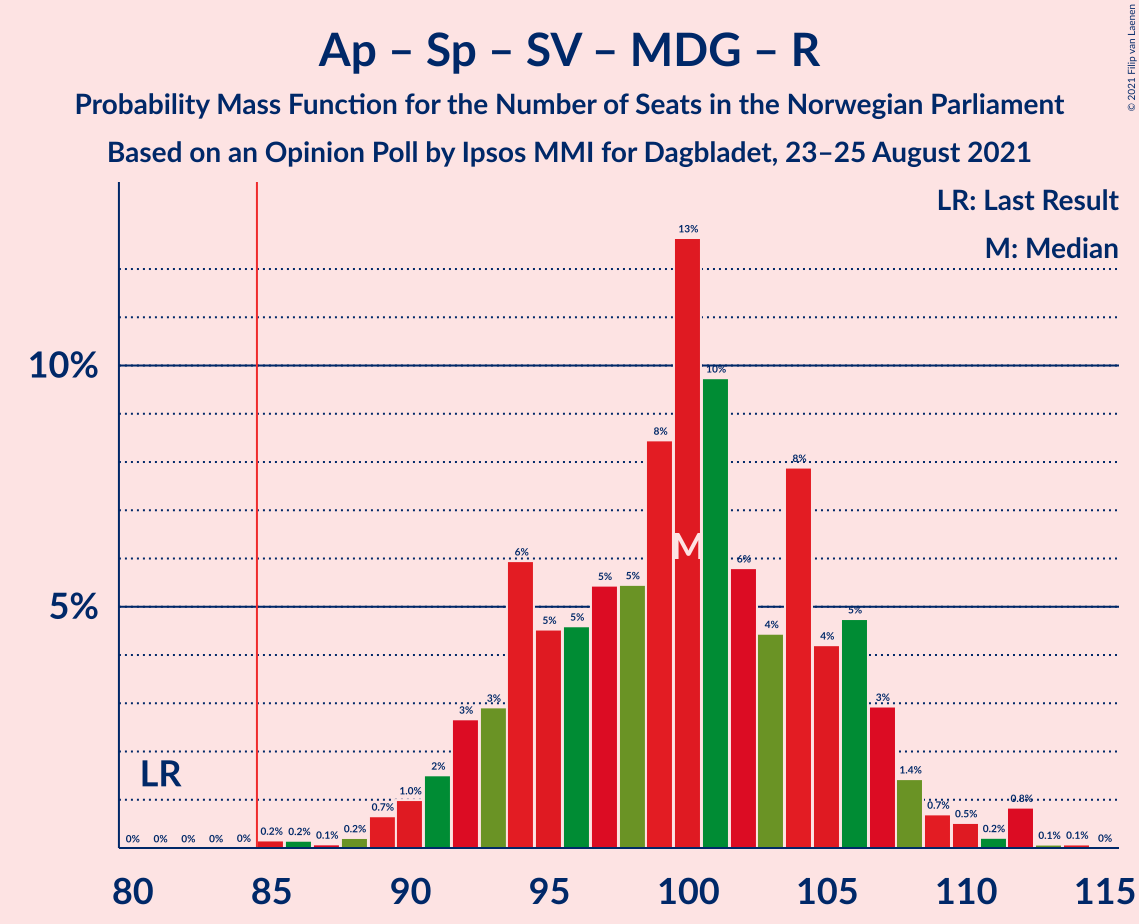 Ap – Sp – SV – MDG – R
Probability Mass Function for the Number of Seats in the Norwegian Parliament
Based on an Opinion Poll by Ipsos MMI for Dagbladet, 23–25 August 2021
© 2021 Filip van Laenen
LR: Last Result
M: Median
10%
5%
LR
M
0% 0% 0% 0% 0% 0.2% 0.2% 0.1% 0.2% 0.7% 1.0% 2% 3% 3% 6% 5% 5% 5% 5% 8% 13% 10% 6% 4% 8% 4% 5% 3% 1.4% 0.7% 0.5% 0.2% 0.8% 0.1% 0.1% 0%
80 85 90 95 100 105 110 115